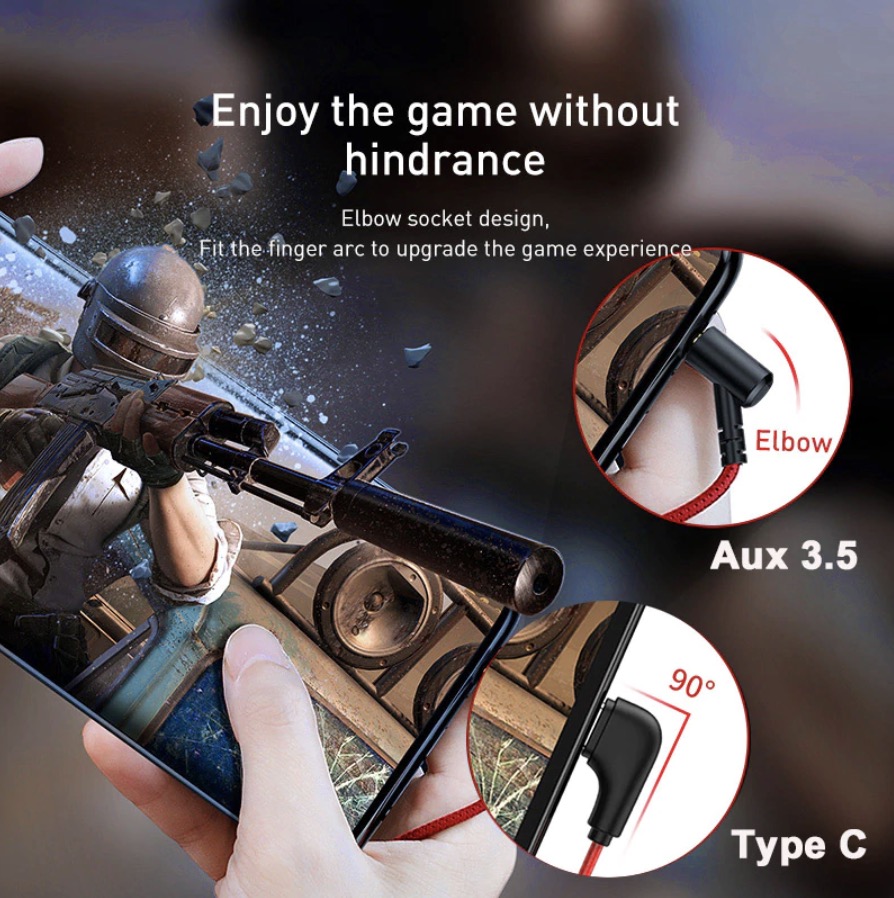 Enjoy the game without
hindrance
Elbow socket design,
Fit the finger arc to upgrade the game experience
Elbow
Aux 3.5
90°
Type C